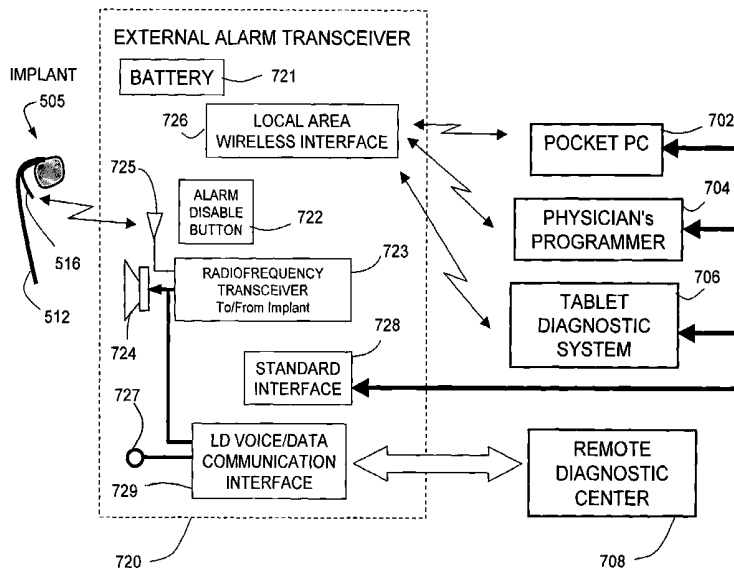 EXTERNAL ALARM TRANSCEIVER
IMPLANT
505
BATTERY
721
726
LOCAL AREA
WIRELESS INTERFACE
702
POCKET PC
725
ALARM
DISABLE
BUTTON
722
704
PHYSICIAN's
PROGRAMMER
516
512
723
RADIOFREQUENCY
TRANSCEIVER
To/From Implant
724
706
TABLET
DIAGNOSTIC
SYSTEM
728
STANDARD
INTERFACE
727
LD VOICE/DATA
COMMUNICATION
INTERFACE
729
REMOTE
DIAGNOSTIC
CENTER
720
708